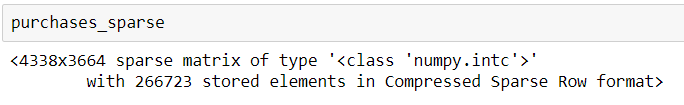 purchases_sparse
<4338x3664 sparse matrix of type '<class 'numpy.intc'>'
with 266723 stored elements in Compressed Sparse Row format>